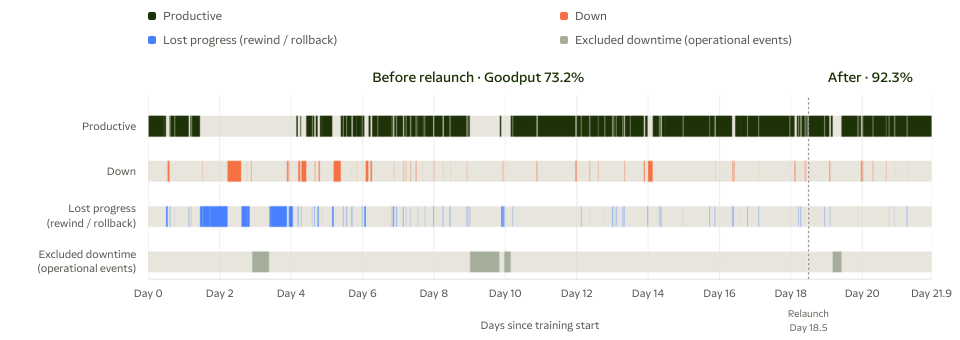 Productive
Down
Lost progress (rewind / rollback)
Excluded downtime (operational events)
Before relaunch · Goodput 73.2%
After · 92.3%
Productive
Down
Lost progress
(rewind / rollback)
Excluded downtime
(operational events)
Day 0
Day 2
Day 4
Day 6
Day 8
Day 10
Day 12
Day 14
Day 16
Day 18
Day 20
Day 21.9
Relaunch
Day 18.5
Days since training start